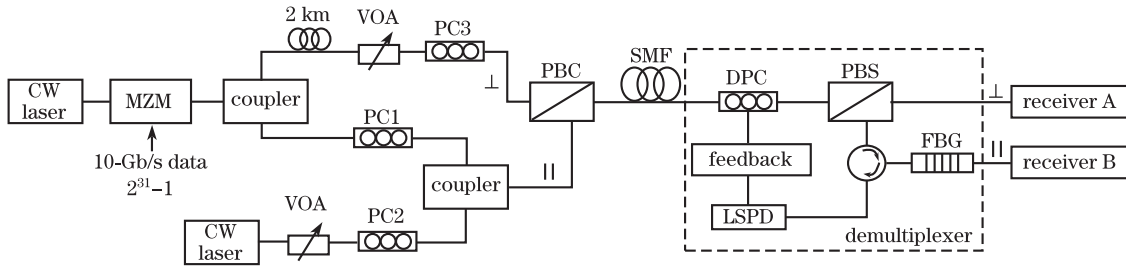 2 km
VOA
PC3
SMF
⊥
PBC
DPC
PBS
⊥
CW
laser
MZM
coupler
receiver A
PC1
10-Gb/s data
2³¹–1
feedback
FBG
||
receiver B
coupler
||
VOA
PC2
LSPD
CW
laser
demultiplexer